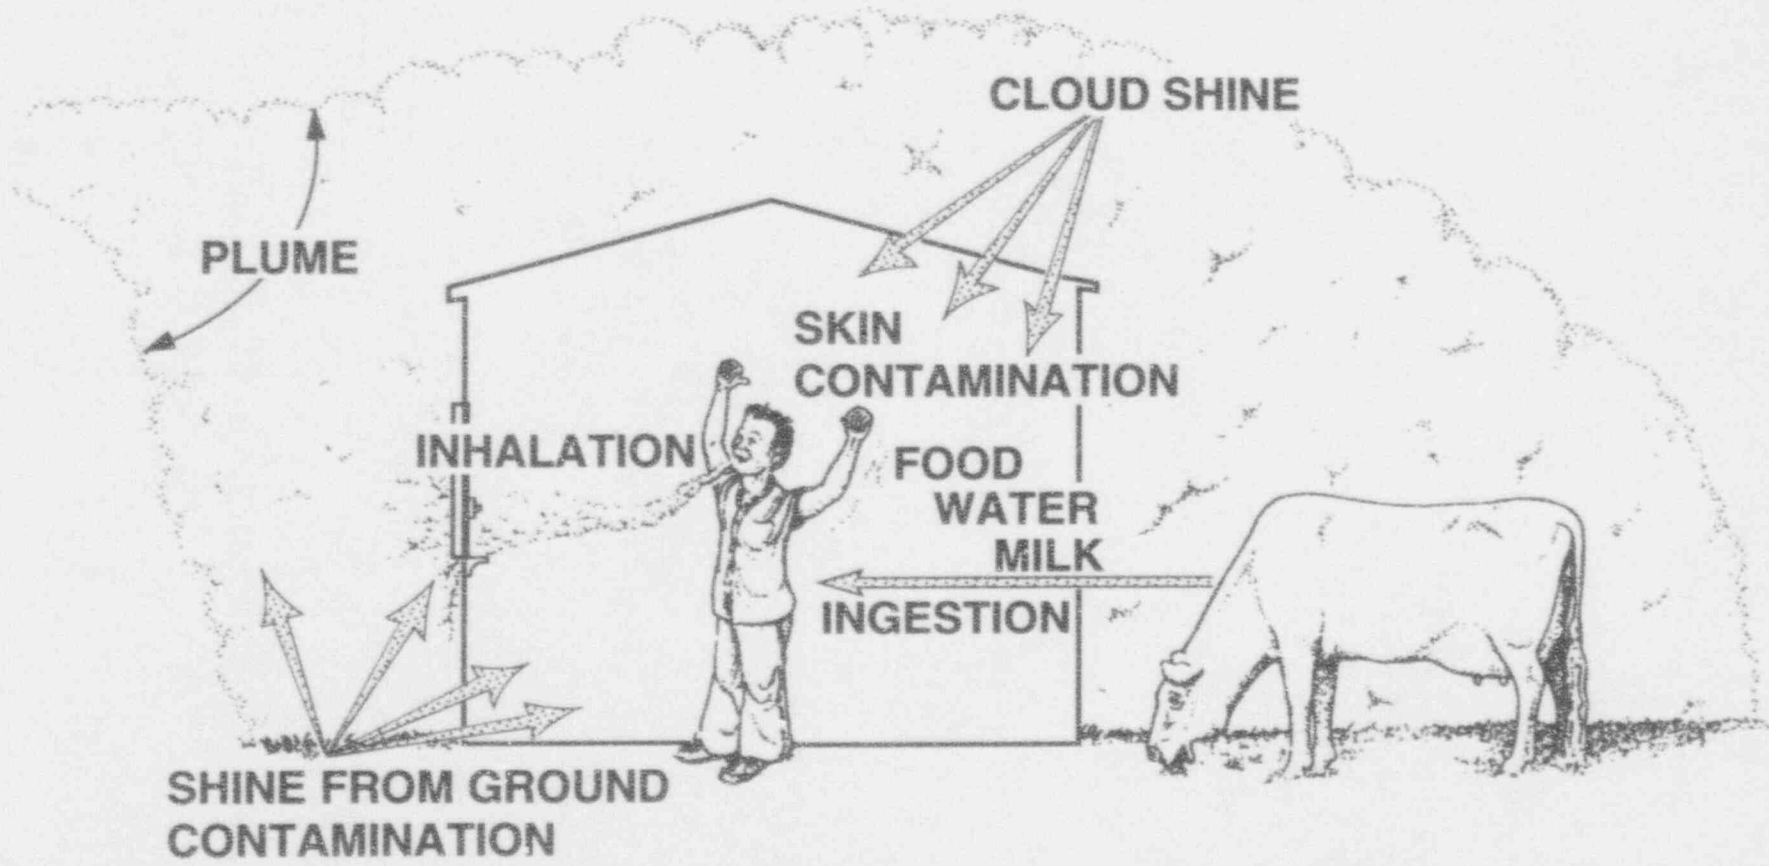 CLOUD SHINE
PLUME
SKIN
CONTAMINATION
INHALATION
FOOD
WATER
MILK
INGESTION
SHINE FROM GROUND
CONTAMINATION